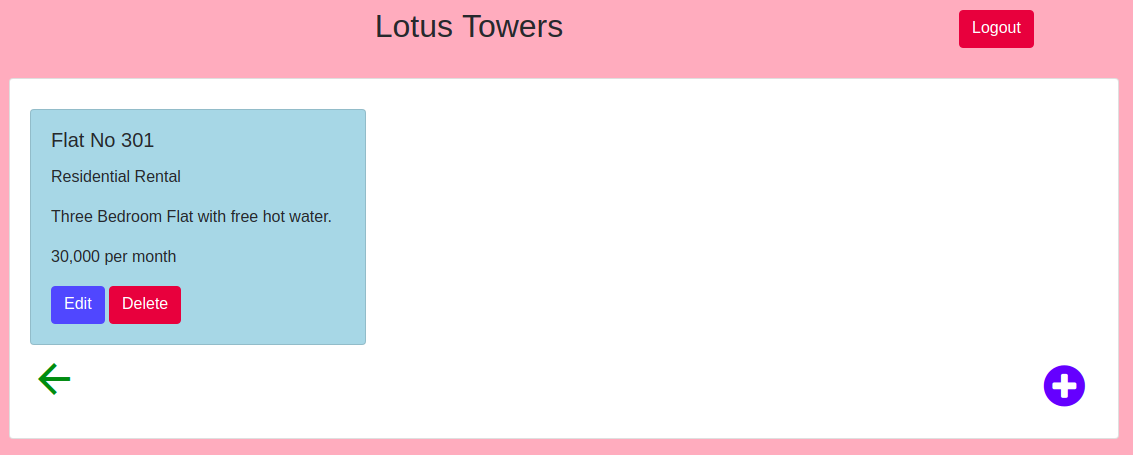 Lotus Towers
Logout
Flat No 301
Residential Rental
Three Bedroom Flat with free hot water.
30,000 per month
Edit Delete